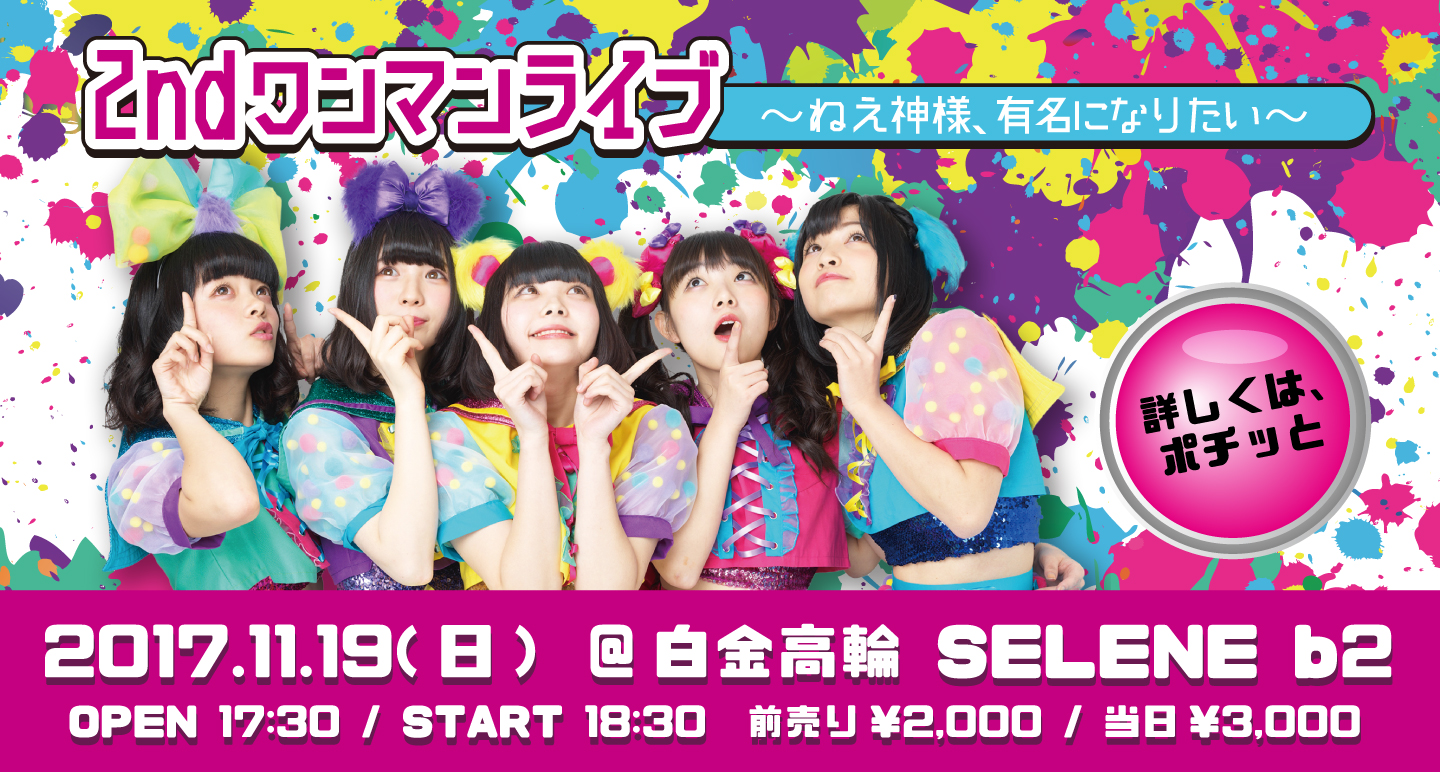 2ndワンマンライブ
～ねえ神様、有名になりたい～
詳しくは、
ポチッと
2017.11.19(日) @白金高輪 SELENE b2
OPEN 17:30 / START 18:30 前売り ¥2,000 / 当日 ¥3,000